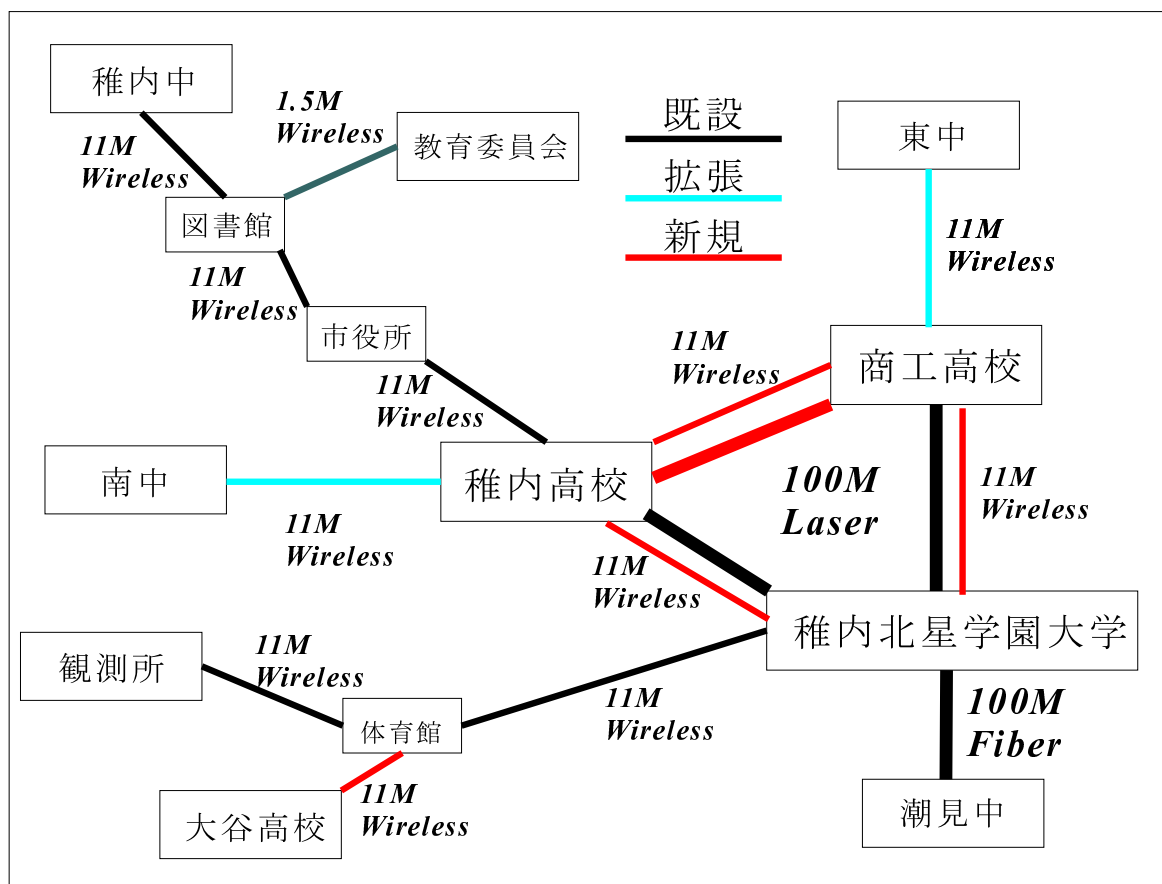 稚内中
1.5M
Wireless
教育委員会
既設
東中
11M
Wireless
拡張
図書館
新規
11M
Wireless
11M
Wireless
市役所
11M
Wireless
商工高校
11M
Wireless
南中
稚内高校
100M
Laser
11M
Wireless
11M
Wireless
11M
Wireless
稚内北星学園大学
観測所
11M
Wireless
体育館
11M
Wireless
100M
Fiber
大谷高校
11M
Wireless
潮見中